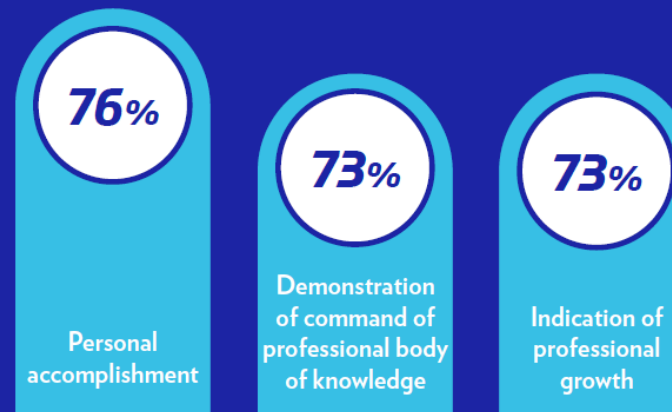 76%
Personal
accomplishment
73%
Demonstration
of command of
professional body
of knowledge
73%
Indication of
professional
growth